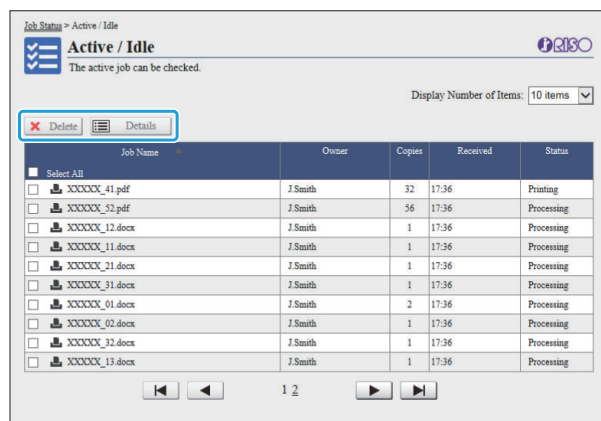 Job Status > Active / Idle
Active / Idle
RISO
The active job can be checked.
Display Number of Items: 10 items
Delete Details
Job Name Owner Copies Received Status
Select All
XXXXX_41.pdf J.Smith 32 17:36 Printing
XXXXX_52.pdf J.Smith 56 17:36 Processing
XXXXX_12.docx J.Smith 1 17:36 Processing
XXXXX_11.docx J.Smith 1 17:36 Processing
XXXXX_21.docx J.Smith 1 17:36 Processing
XXXXX_31.docx J.Smith 1 17:36 Processing
XXXXX_01.docx J.Smith 2 17:36 Processing
XXXXX_02.docx J.Smith 1 17:36 Processing
XXXXX_32.docx J.Smith 1 17:36 Processing
XXXXX_13.docx J.Smith 1 17:36 Processing
1 2